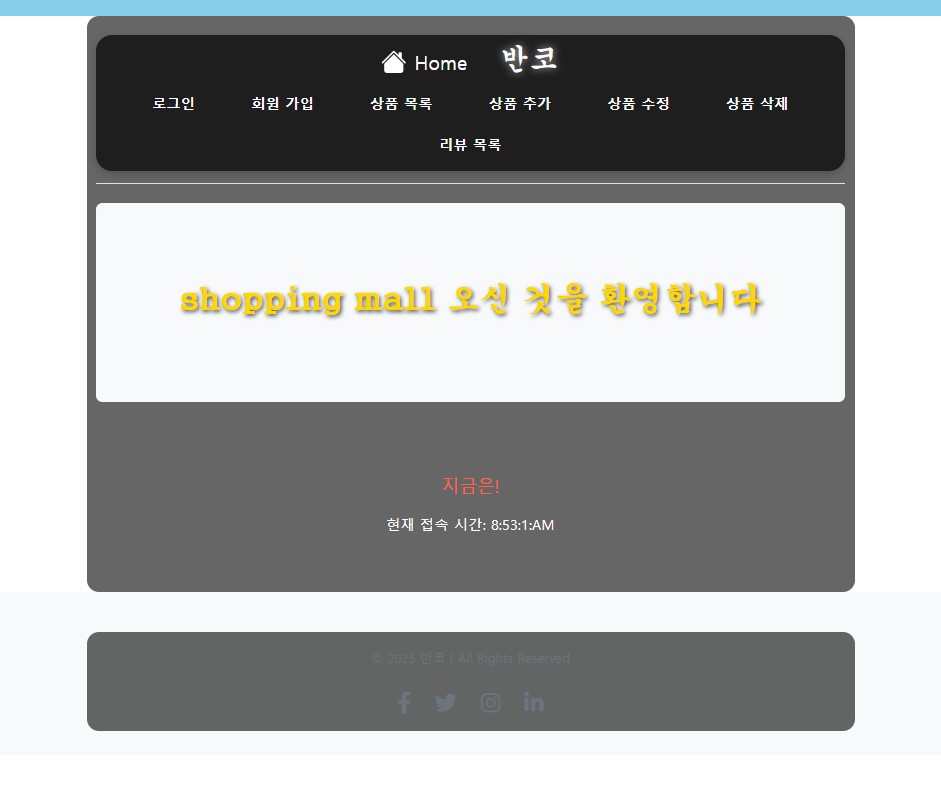 Home 반코
로그인 회원 가입 상품 목록 상품 추가 상품 수정 상품 삭제
리뷰 목록
shopping mall 오신 것을 환영합니다
지금은!
현재 접속 시간: 8:53:1:AM
© 2025 반코 | All Rights Reserved